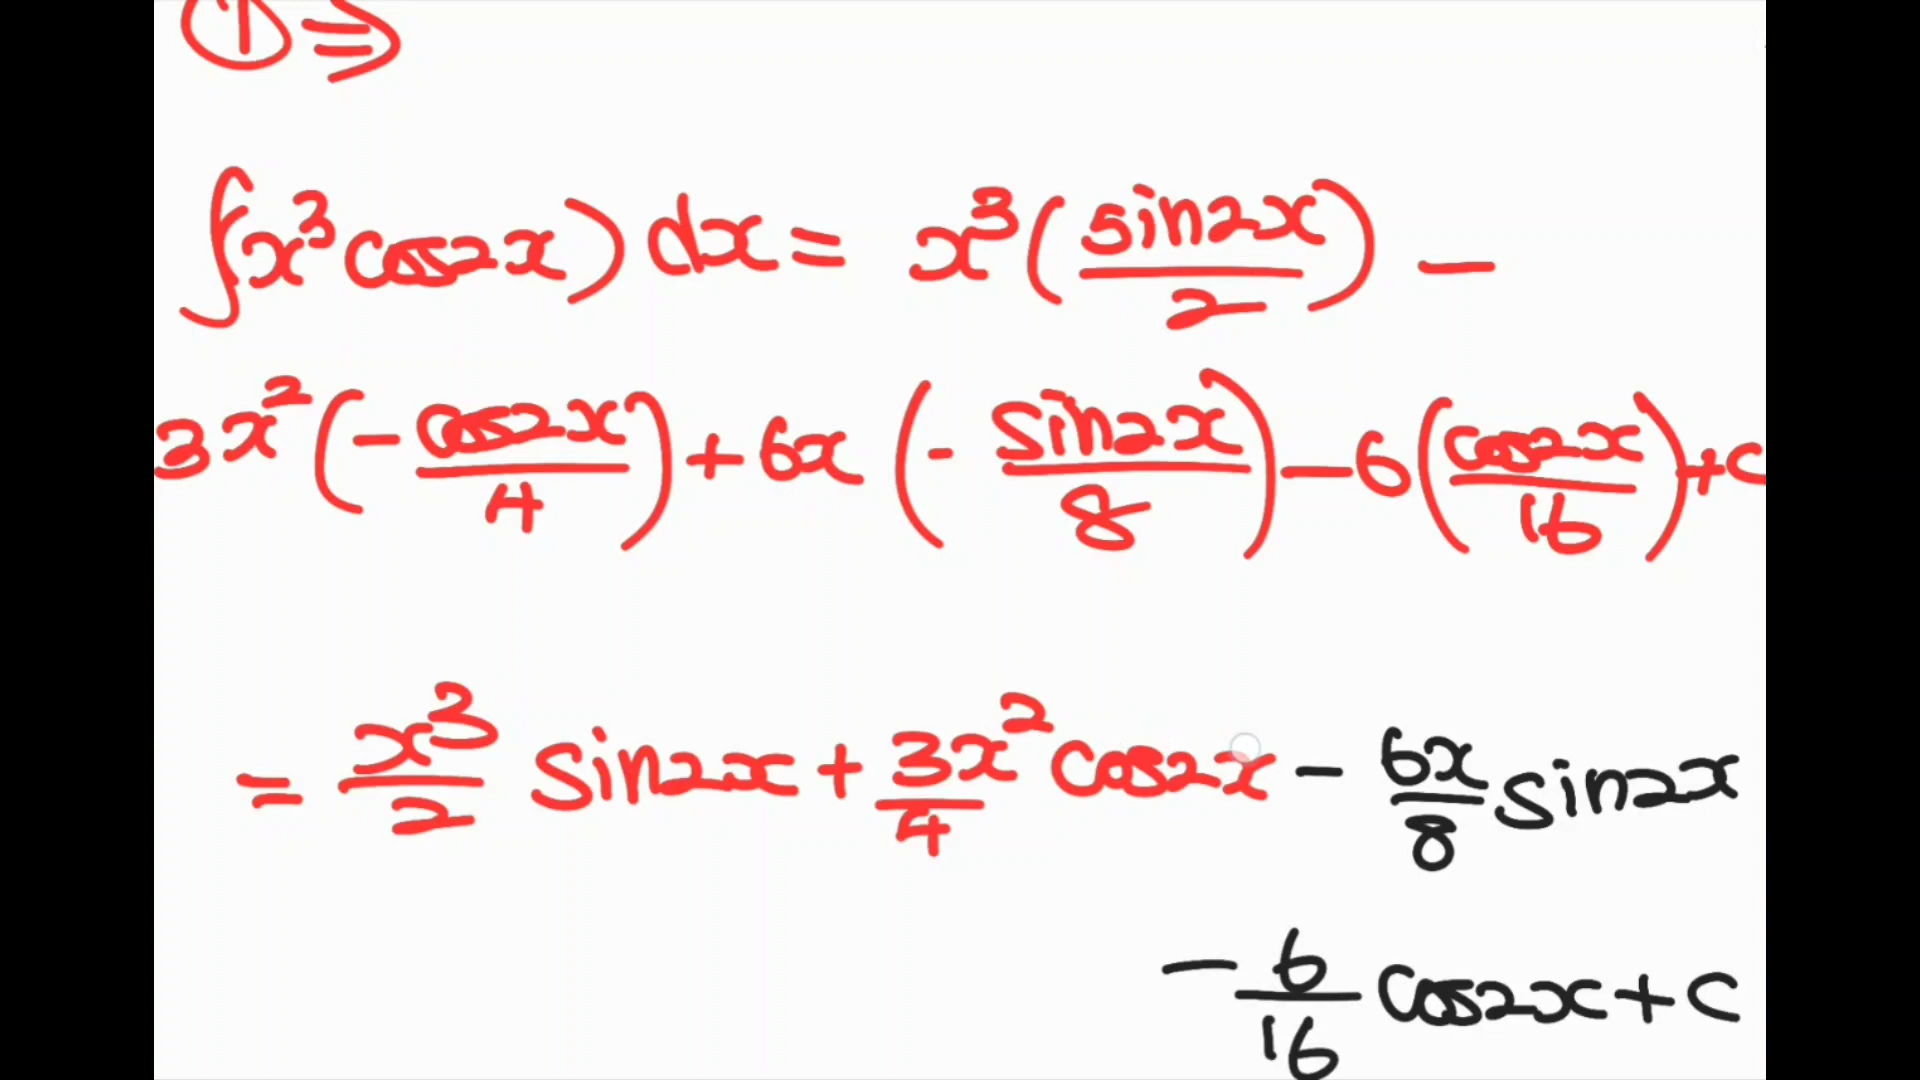 ① ⇒
∫x³cos2x) dx = x³(sin2x/2) −
3x²(−cos2x/4) + 6x(-sin2x/8) − 6(cos2x/16) + c
= x³/2 sin2x + 3x²/4 cos2x − 6x/8 sin2x
− 6/16 cos2x + c